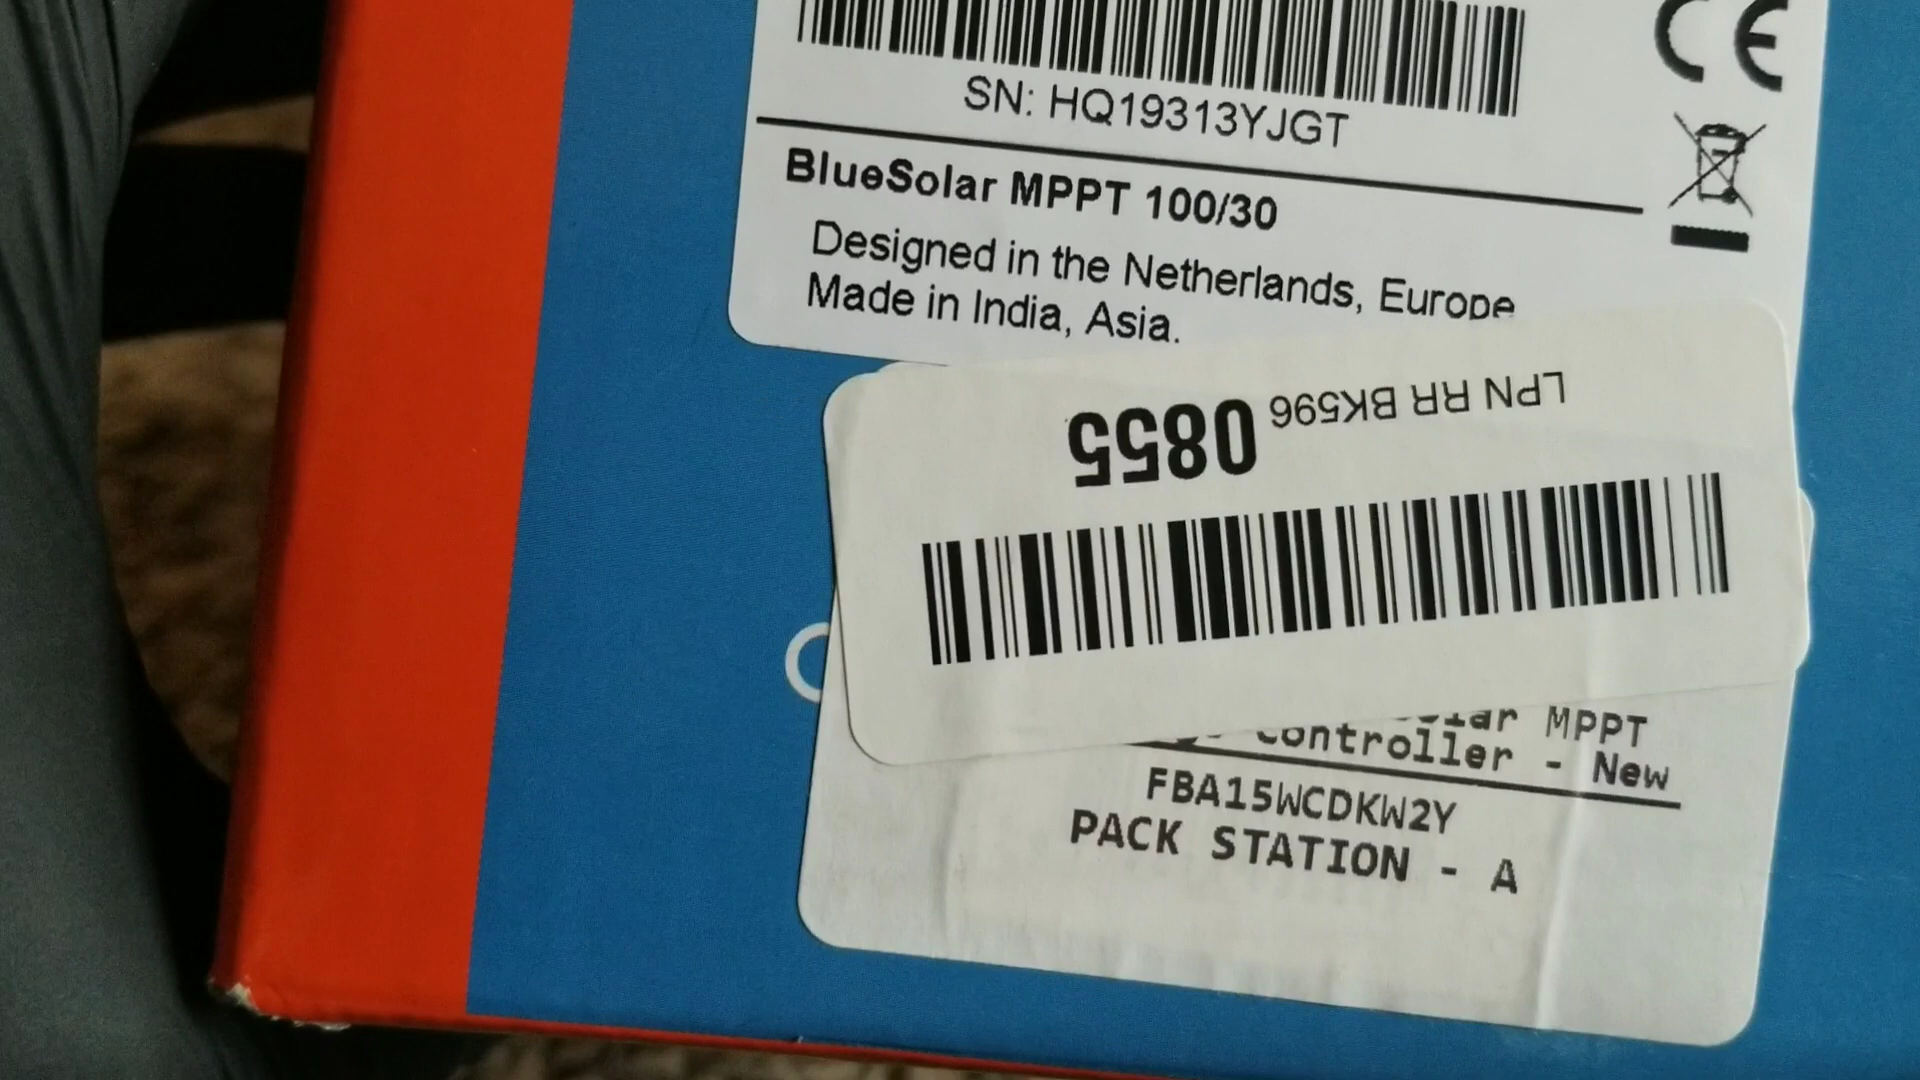 SN: HQ19313YJGT
BlueSolar MPPT 100/30
Designed in the Netherlands, Europe
Made in India, Asia.
LPN RR BK596 0855
MPPT
Controller - New
FBA15WCDKW2Y
PACK STATION - A